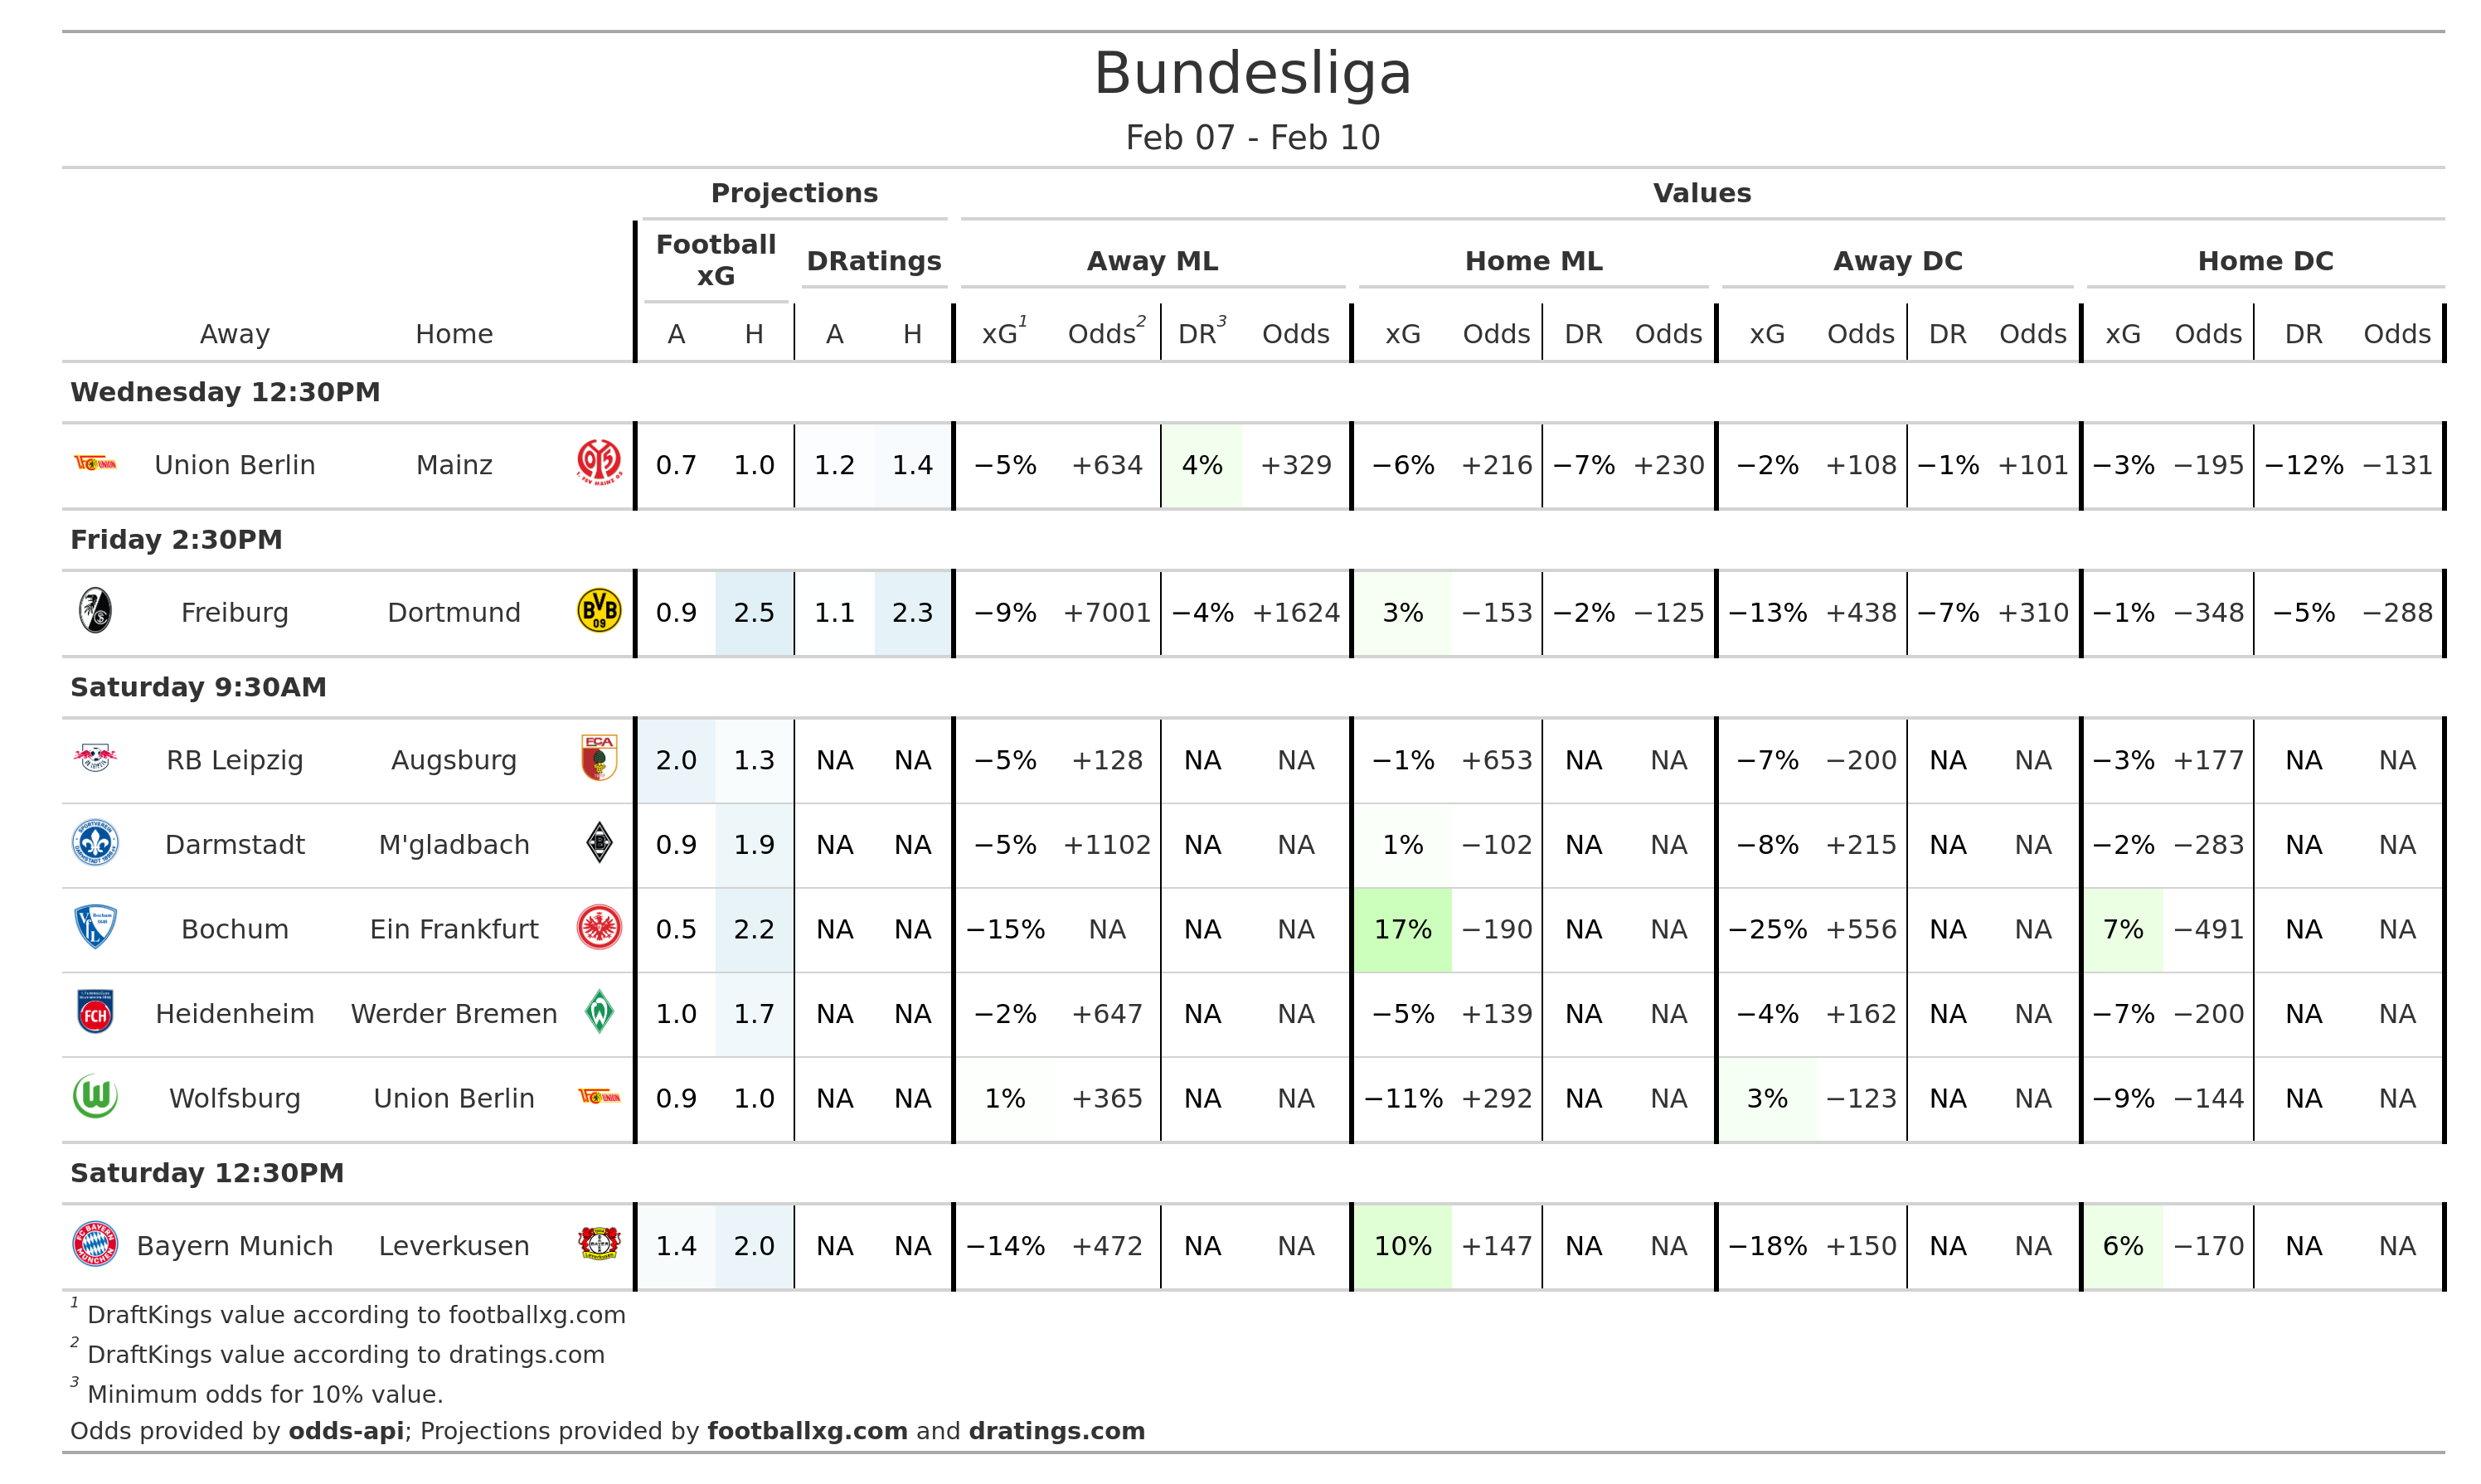 Bundesliga
Feb 07 - Feb 10
Projections Values
Football xG DRatings Away ML Home ML Away DC Home DC
Away Home A H A H xG1 Odds2 DR3 Odds xG Odds DR Odds xG Odds DR Odds xG Odds DR Odds
Wednesday 12:30PM
Union Berlin Mainz 0.7 1.0 1.2 1.4 −5% +634 4% +329 −6% +216 −7% +230 −2% +108 −1% +101 −3% −195 −12% −131
Friday 2:30PM
Freiburg Dortmund 0.9 2.5 1.1 2.3 −9% +7001 −4% +1624 3% −153 −2% −125 −13% +438 −7% +310 −1% −348 −5% −288
Saturday 9:30AM
RB Leipzig Augsburg 2.0 1.3 NA NA −5% +128 NA NA −1% +653 NA NA −7% −200 NA NA −3% +177 NA NA
Darmstadt M'gladbach 0.9 1.9 NA NA −5% +1102 NA NA 1% −102 NA NA −8% +215 NA NA −2% −283 NA NA
Bochum Ein Frankfurt 0.5 2.2 NA NA −15% NA NA NA 17% −190 NA NA −25% +556 NA NA 7% −491 NA NA
Heidenheim Werder Bremen 1.0 1.7 NA NA −2% +647 NA NA −5% +139 NA NA −4% +162 NA NA −7% −200 NA NA
Wolfsburg Union Berlin 0.9 1.0 NA NA 1% +365 NA NA −11% +292 NA NA 3% −123 NA NA −9% −144 NA NA
Saturday 12:30PM
Bayern Munich Leverkusen 1.4 2.0 NA NA −14% +472 NA NA 10% +147 NA NA −18% +150 NA NA 6% −170 NA NA
1 DraftKings value according to footballxg.com
2 DraftKings value according to dratings.com
3 Minimum odds for 10% value.
Odds provided by odds-api; Projections provided by footballxg.com and dratings.com